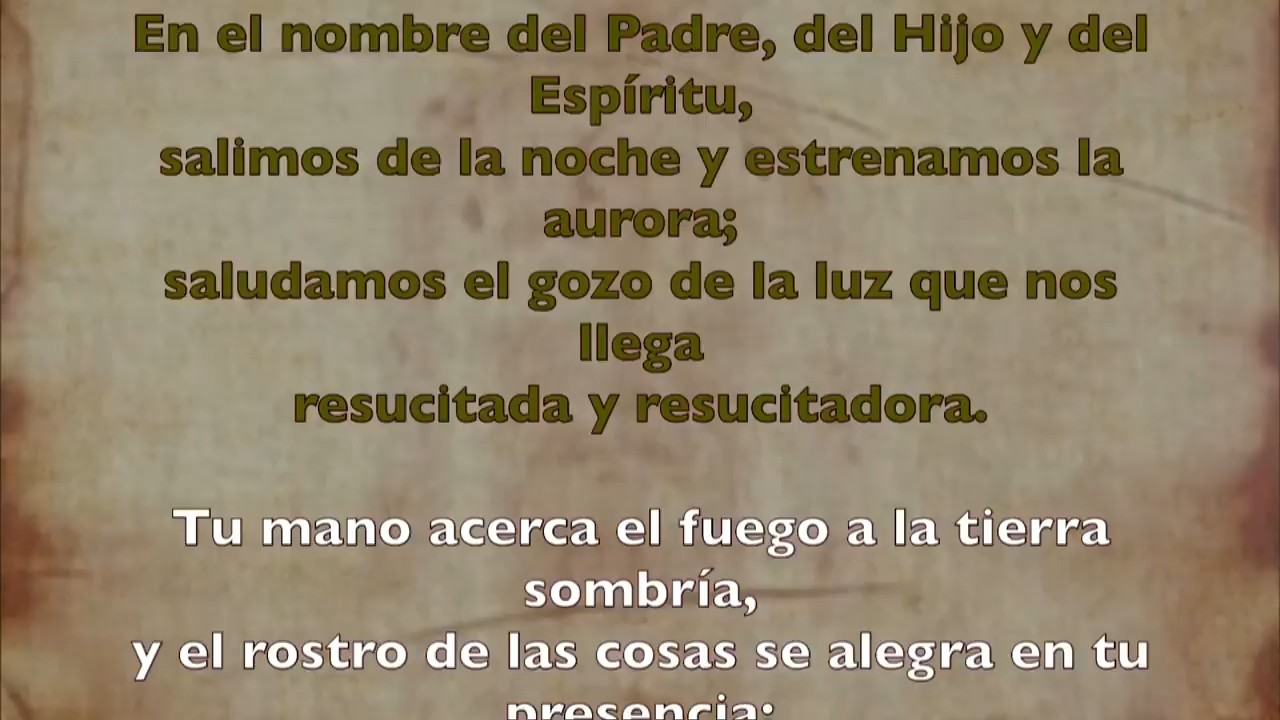 En el nombre del Padre, del Hijo y del
Espíritu,
salimos de la noche y estrenamos la
aurora;
saludamos el gozo de la luz que nos
llega
resucitada y resucitadora.
Tu mano acerca el fuego a la tierra
sombría,
y el rostro de las cosas se alegra en tu
presencia;